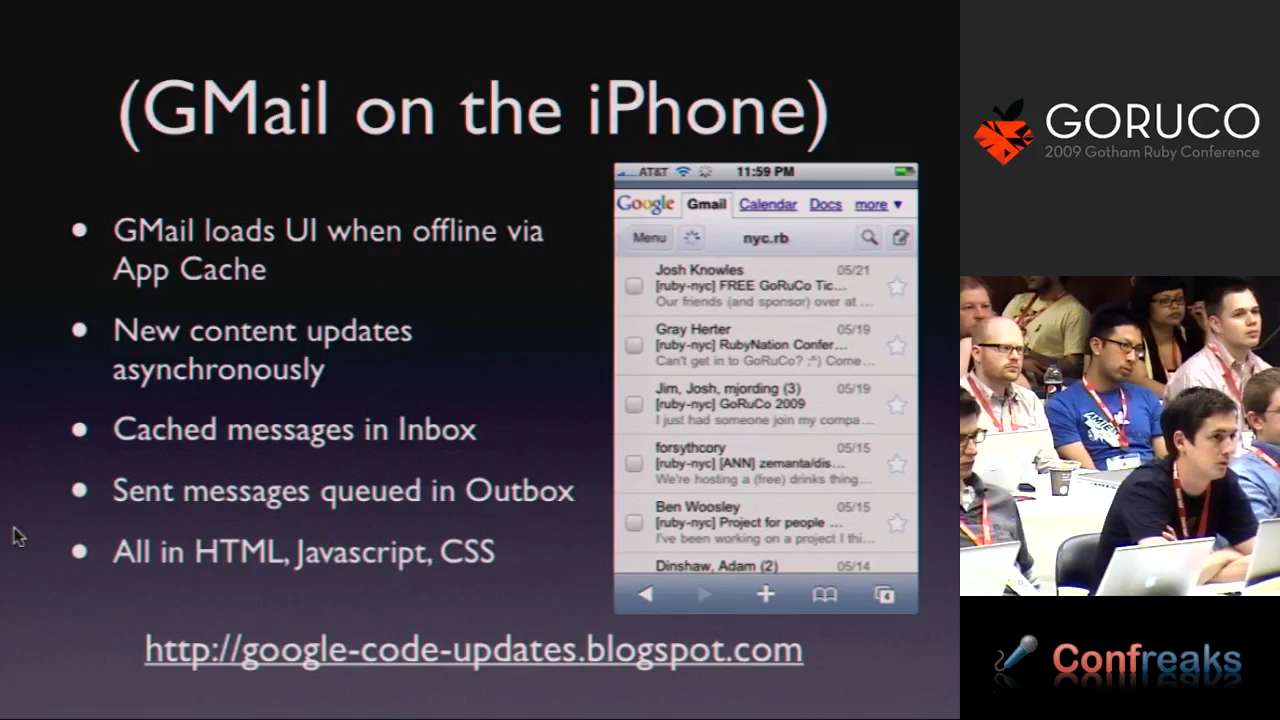 (GMail on the iPhone)
GMail loads UI when offline via
App Cache
New content updates
asynchronously
Cached messages in Inbox
Sent messages queued in Outbox
All in HTML, Javascript, CSS
http://google-code-updates.blogspot.com
AT&T 11:59 PM
Google Gmail Calendar Docs more ▼
Menu nyc.rb
Josh Knowles 05/21
[ruby-nyc] FREE GoRuCo Tic...
Our friends (and sponsor) over at ...
Gray Herter 05/19
[ruby-nyc] RubyNation Confer...
Can't get in to GoRuCo? ;^) Come...
Jim, Josh, mjording (3) 05/19
[ruby-nyc] GoRuCo 2009
I just had someone join my compa...
forsythcory 05/15
[ruby-nyc] [ANN] zemanta/dis...
We're hosting a (free) drinks thing...
Ben Woosley 05/15
[ruby-nyc] Project for people ...
I've been working on a project I thi...
Dinshaw, Adam (2) 05/14
GORUCO
2009 Gotham Ruby Conference
Confreaks